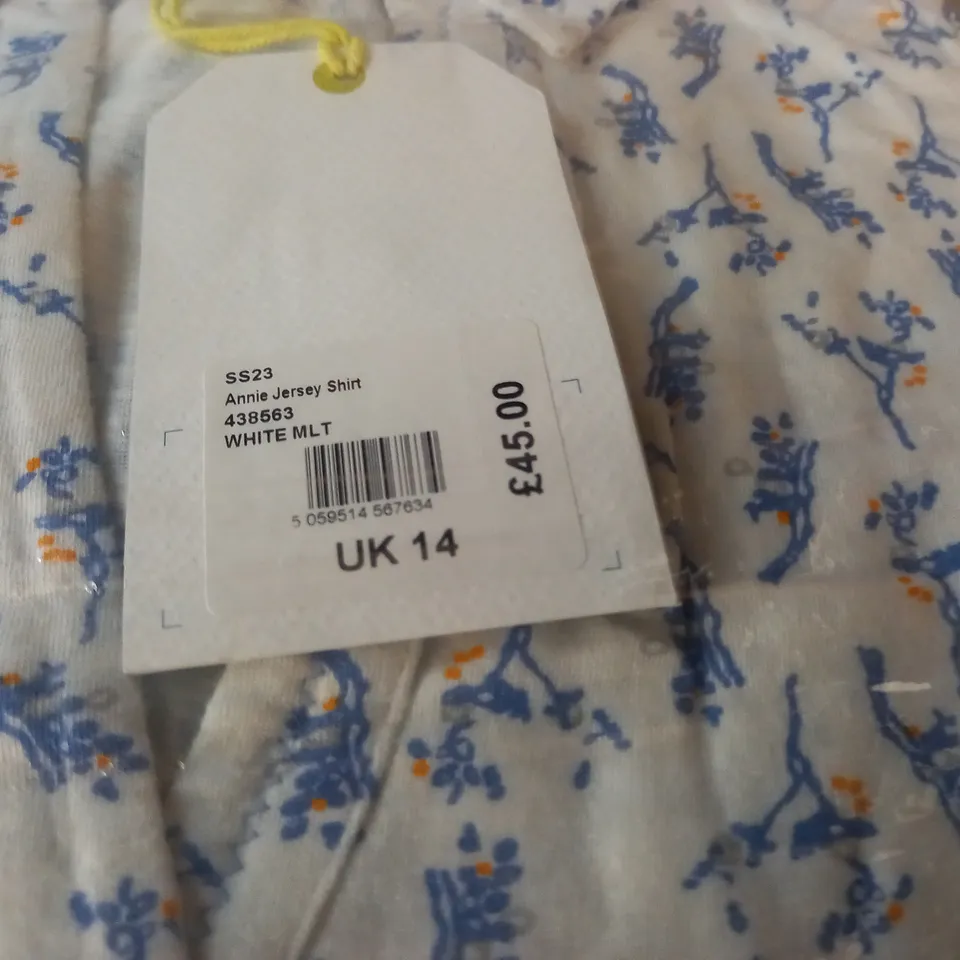 SS23
Annie Jersey Shirt
438563
WHITE MLT
£45.00
5 059514 567634
UK 14